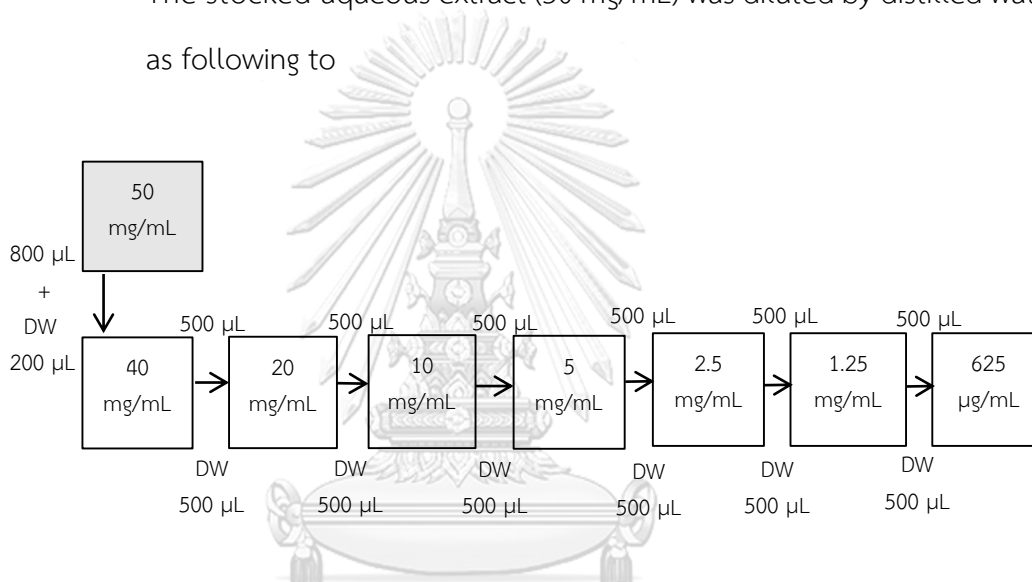 The stocked aqueous extract (50 mg/mL) was diluted by distilled
as following to
50
mg/mL
800 µL
+
DW
200 µL
500 µL 500 µL 500 µL 500 µL 500 µL 500 µL
40 20 10 5 2.5 1.25 625
mg/mL mg/mL mg/mL mg/mL mg/mL mg/mL µg/mL
DW DW DW DW DW DW
500 µL 500 µL 500 µL 500 µL 500 µL 500 µL